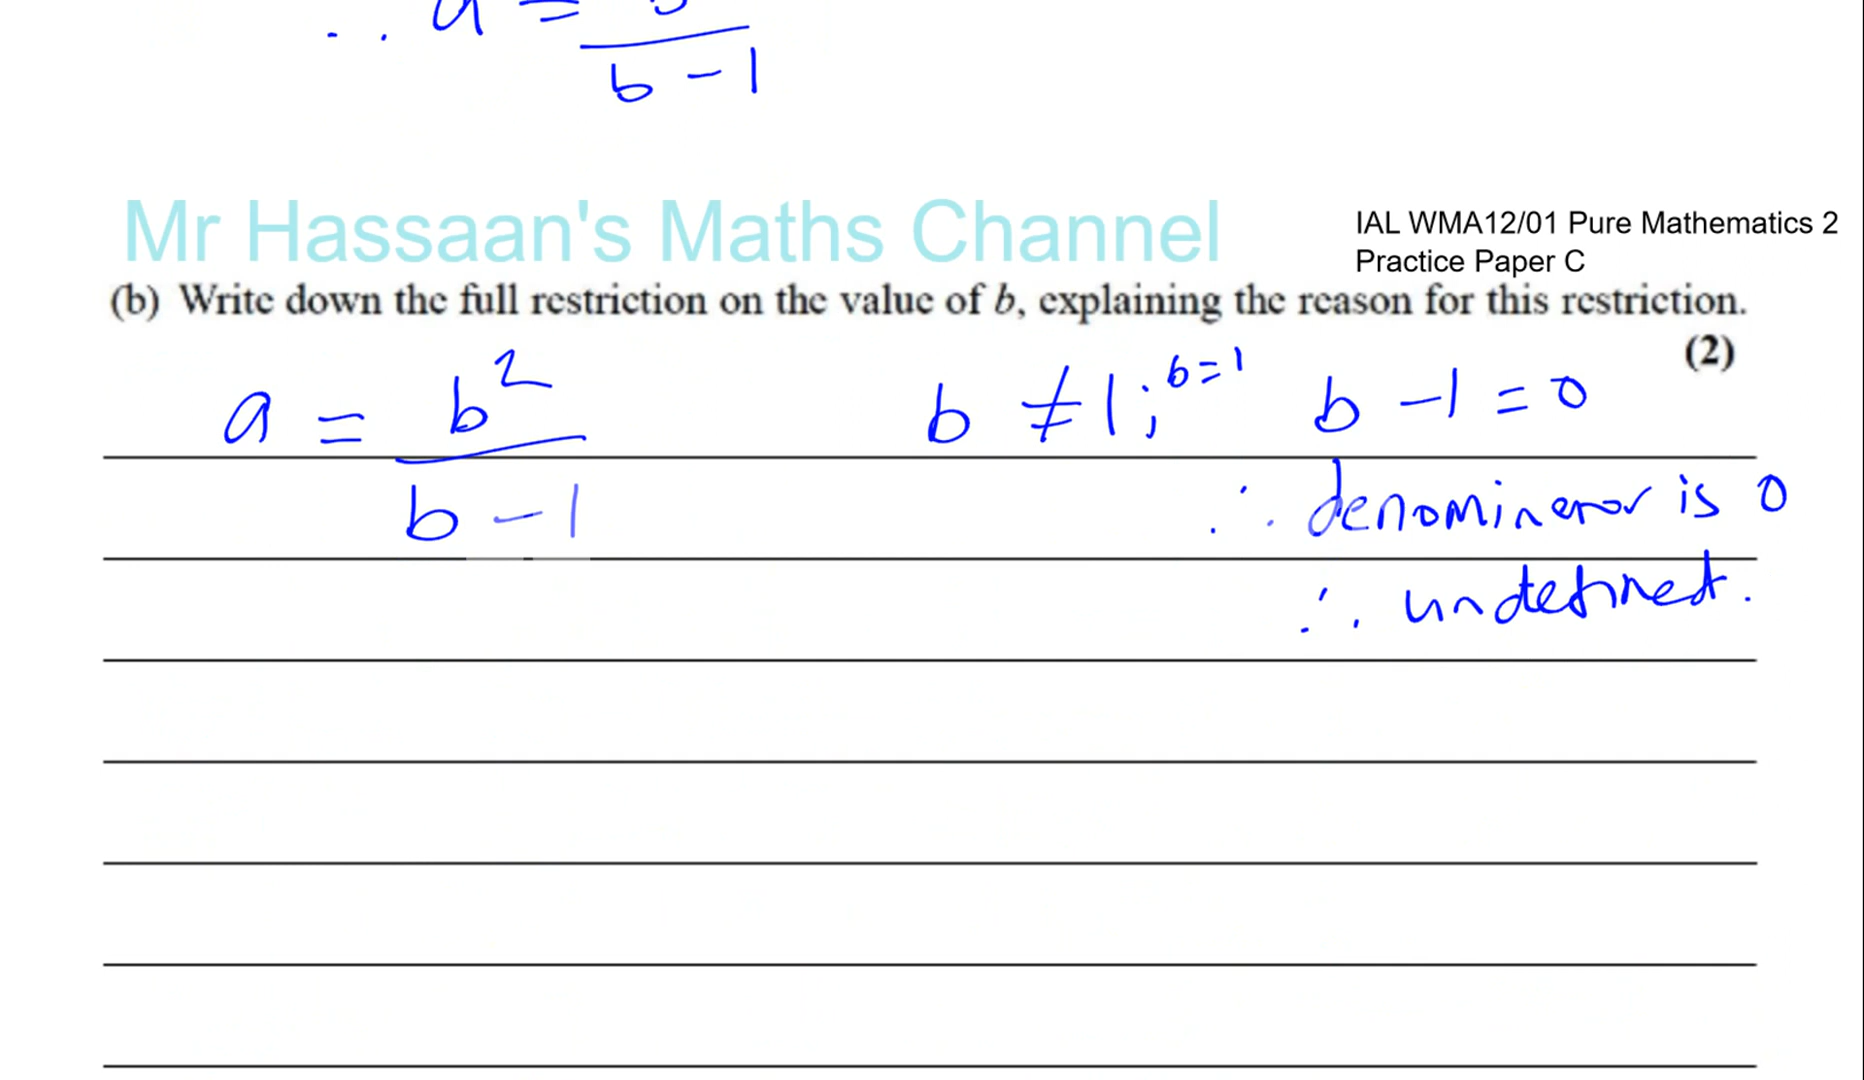 ∴ a =
b - 1
Mr Hassaan's Maths Channel
IAL WMA12/01 Pure Mathematics 2
Practice Paper C
(b) Write down the full restriction on the value of b, explaining the reason for this restriction.
(2)
a = b²/(b - 1)
b ≠ 1; b=1 b - 1 = 0
∴ denominator is 0
∴ undefined.